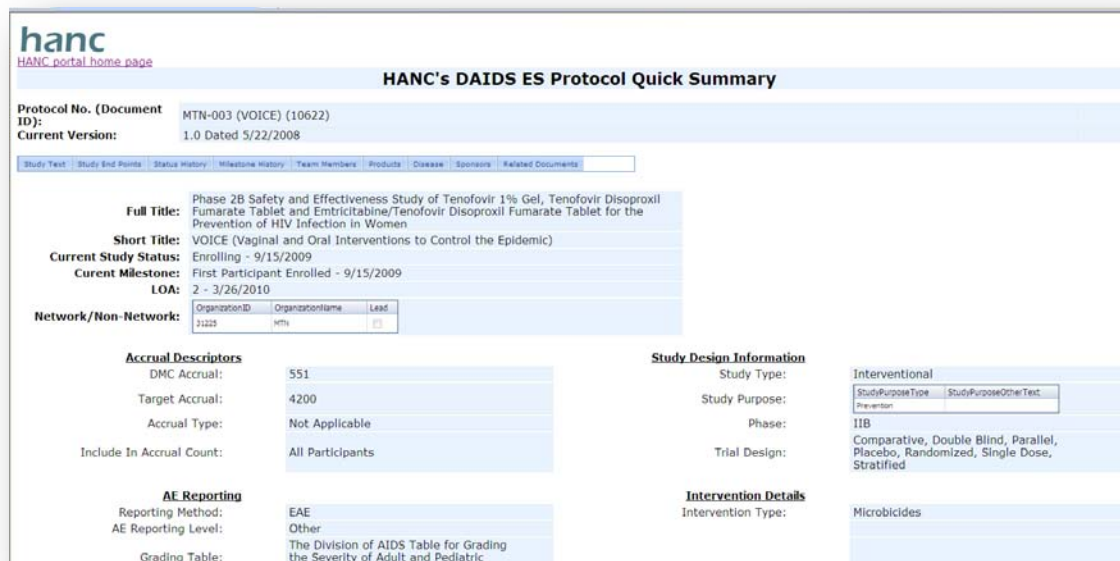 hanc
HANC portal home page
HANC's DAIDS ES Protocol Quick Summary
Protocol No. (Document ID): MTN-003 (VOICE) (10622)
Current Version: 1.0 Dated 5/22/2008
Study Text Study End Points Status History Milestone History Team Members Products Disease Sponsors Related Documents
Full Title: Phase 2B Safety and Effectiveness Study of Tenofovir 1% Gel, Tenofovir Disoproxil
Fumarate Tablet and Emtricitabine/Tenofovir Disoproxil Fumarate Tablet for the
Prevention of HIV Infection in Women
Short Title: VOICE (Vaginal and Oral Interventions to Control the Epidemic)
Current Study Status: Enrolling - 9/15/2009
Curent Milestone: First Participant Enrolled - 9/15/2009
LOA: 2 - 3/26/2010
Network/Non-Network:
OrganizationID OrganizationName Lead
31225 MTN
Accrual Descriptors
DMC Accrual: 551
Target Accrual: 4200
Accrual Type: Not Applicable
Include In Accrual Count: All Participants
Study Design Information
Study Type: Interventional
Study Purpose:
StudyPurposeType StudyPurposeOtherText
Prevention
Phase: IIB
Trial Design: Comparative, Double Blind, Parallel,
Placebo, Randomized, Single Dose,
Stratified
AE Reporting
Reporting Method: EAE
AE Reporting Level: Other
Grading Table: The Division of AIDS Table for Grading
the Severity of Adult and Pediatric
Intervention Details
Intervention Type: Microbicides